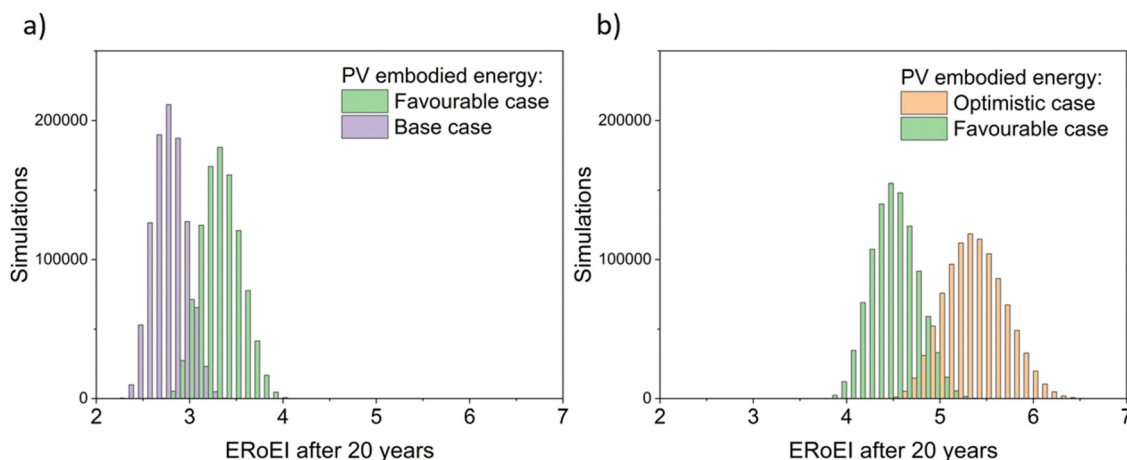 a)
PV embodied energy:
Favourable case
Base case
Simulations
200000
100000
0
2 3 4 5 6 7
ERoEI after 20 years
b)
PV embodied energy:
Optimistic case
Favourable case
Simulations
200000
100000
0
2 3 4 5 6 7
ERoEI after 20 years